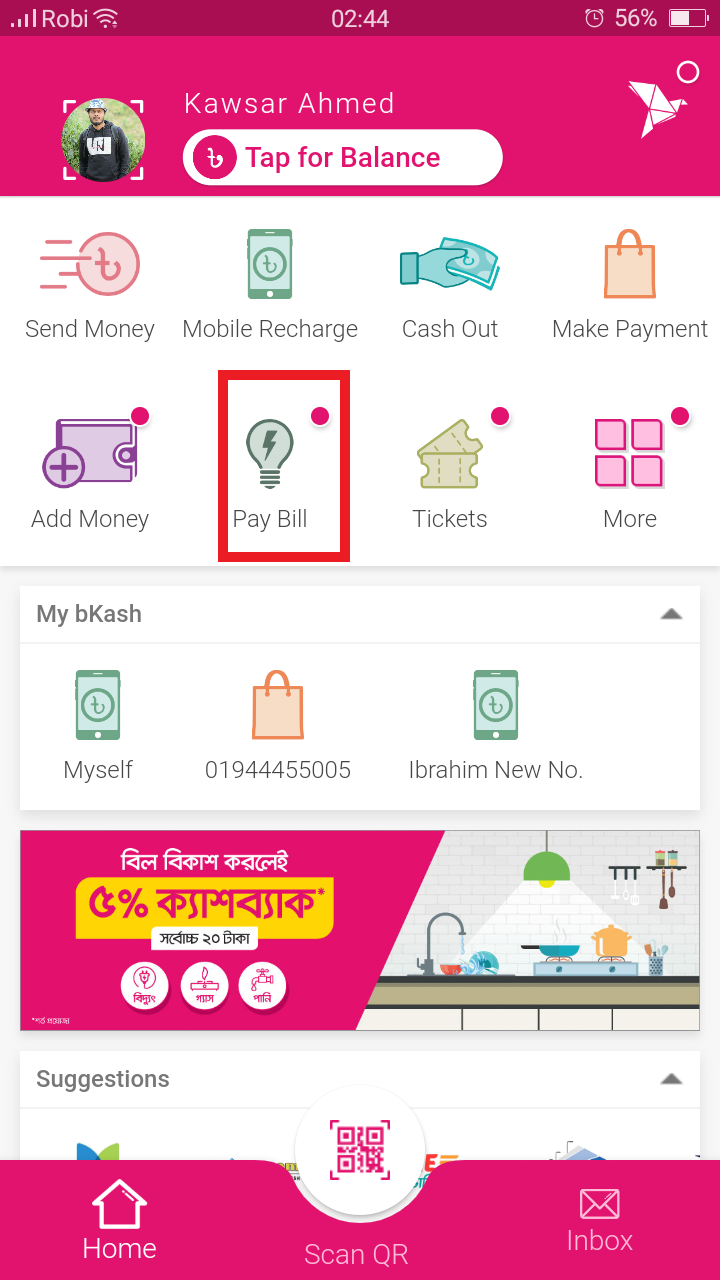 Robi
02:44
56%
Kawsar Ahmed
৳ Tap for Balance
Send Money
Mobile Recharge
Cash Out
Make Payment
Add Money
Pay Bill
Tickets
More
My bKash
Myself
01944455005
Ibrahim New No.
বিল বিকাশ করলেই
৫% ক্যাশব্যাক*
সর্বোচ্চ ২০ টাকা
বিদ্যুৎ
গ্যাস
পানি
*শর্ত প্রযোজ্য
Suggestions
Home
Scan QR
Inbox